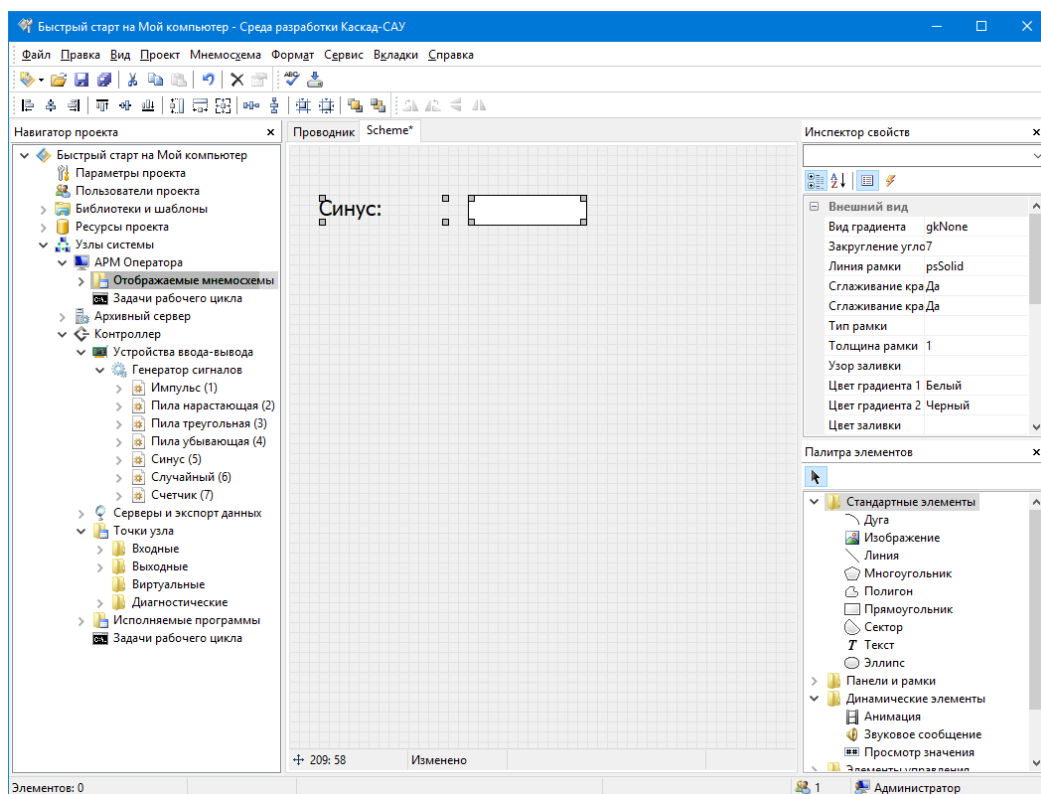 Быстрый старт на Мой компьютер - Среда разработки Каскад-САУ
Файл Правка Вид Проект Мнемосхема Формат Сервис Вкладки Справка
ABC
Навигатор проекта
Быстрый старт на Мой компьютер
Параметры проекта
Пользователи проекта
Библиотеки и шаблоны
Ресурсы проекта
Узлы системы
АРМ Оператора
Отображаемые мнемосхемы
Задачи рабочего цикла
Архивный сервер
Контроллер
Устройства ввода-вывода
Генератор сигналов
Импульс (1)
Пила нарастающая (2)
Пила треугольная (3)
Пила убывающая (4)
Синус (5)
Случайный (6)
Счетчик (7)
Серверы и экспорт данных
Точки узла
Входные
Выходные
Виртуальные
Диагностические
Исполняемые программы
Задачи рабочего цикла
Проводник Scheme*
Синус:
209: 58 Изменено
Инспектор свойств
Внешний вид
Вид градиента gkNone
Закругление угло 7
Линия рамки psSolid
Сглаживание кра Да
Сглаживание кра Да
Тип рамки
Толщина рамки 1
Узор заливки
Цвет градиента 1 Белый
Цвет градиента 2 Черный
Цвет заливки
Палитра элементов
Стандартные элементы
Дуга
Изображение
Линия
Многоугольник
Полигон
Прямоугольник
Сектор
Текст
Эллипс
Панели и рамки
Динамические элементы
Анимация
Звуковое сообщение
Просмотр значения
Элементы управления
Элементов: 0
1 Администратор